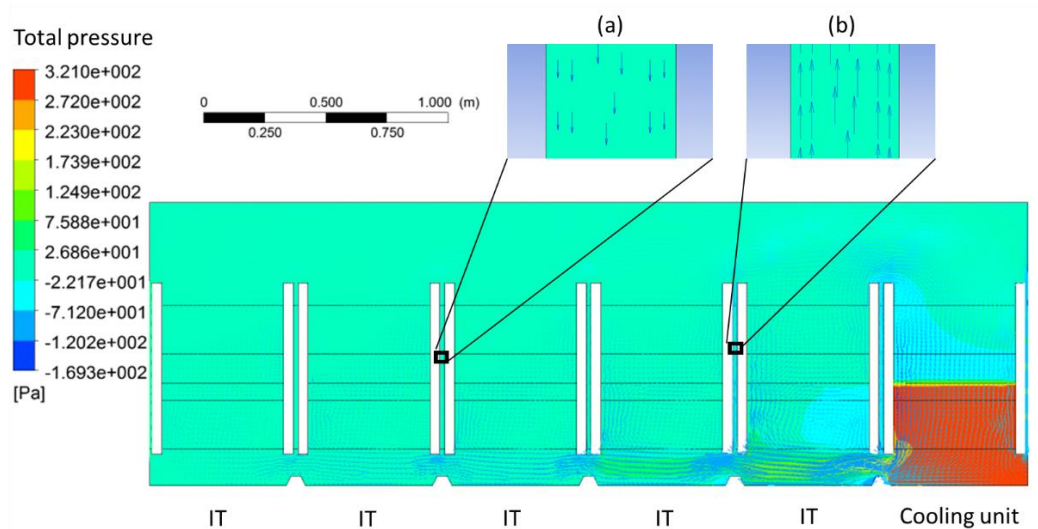 (a)
(b)
Total pressure
3.210e+002
2.720e+002
2.230e+002
1.739e+002
1.249e+002
7.588e+001
2.686e+001
-2.217e+001
-7.120e+001
-1.202e+002
-1.693e+002
[Pa]
0 0.500 1.000 (m)
0.250 0.750
IT IT IT IT IT Cooling unit